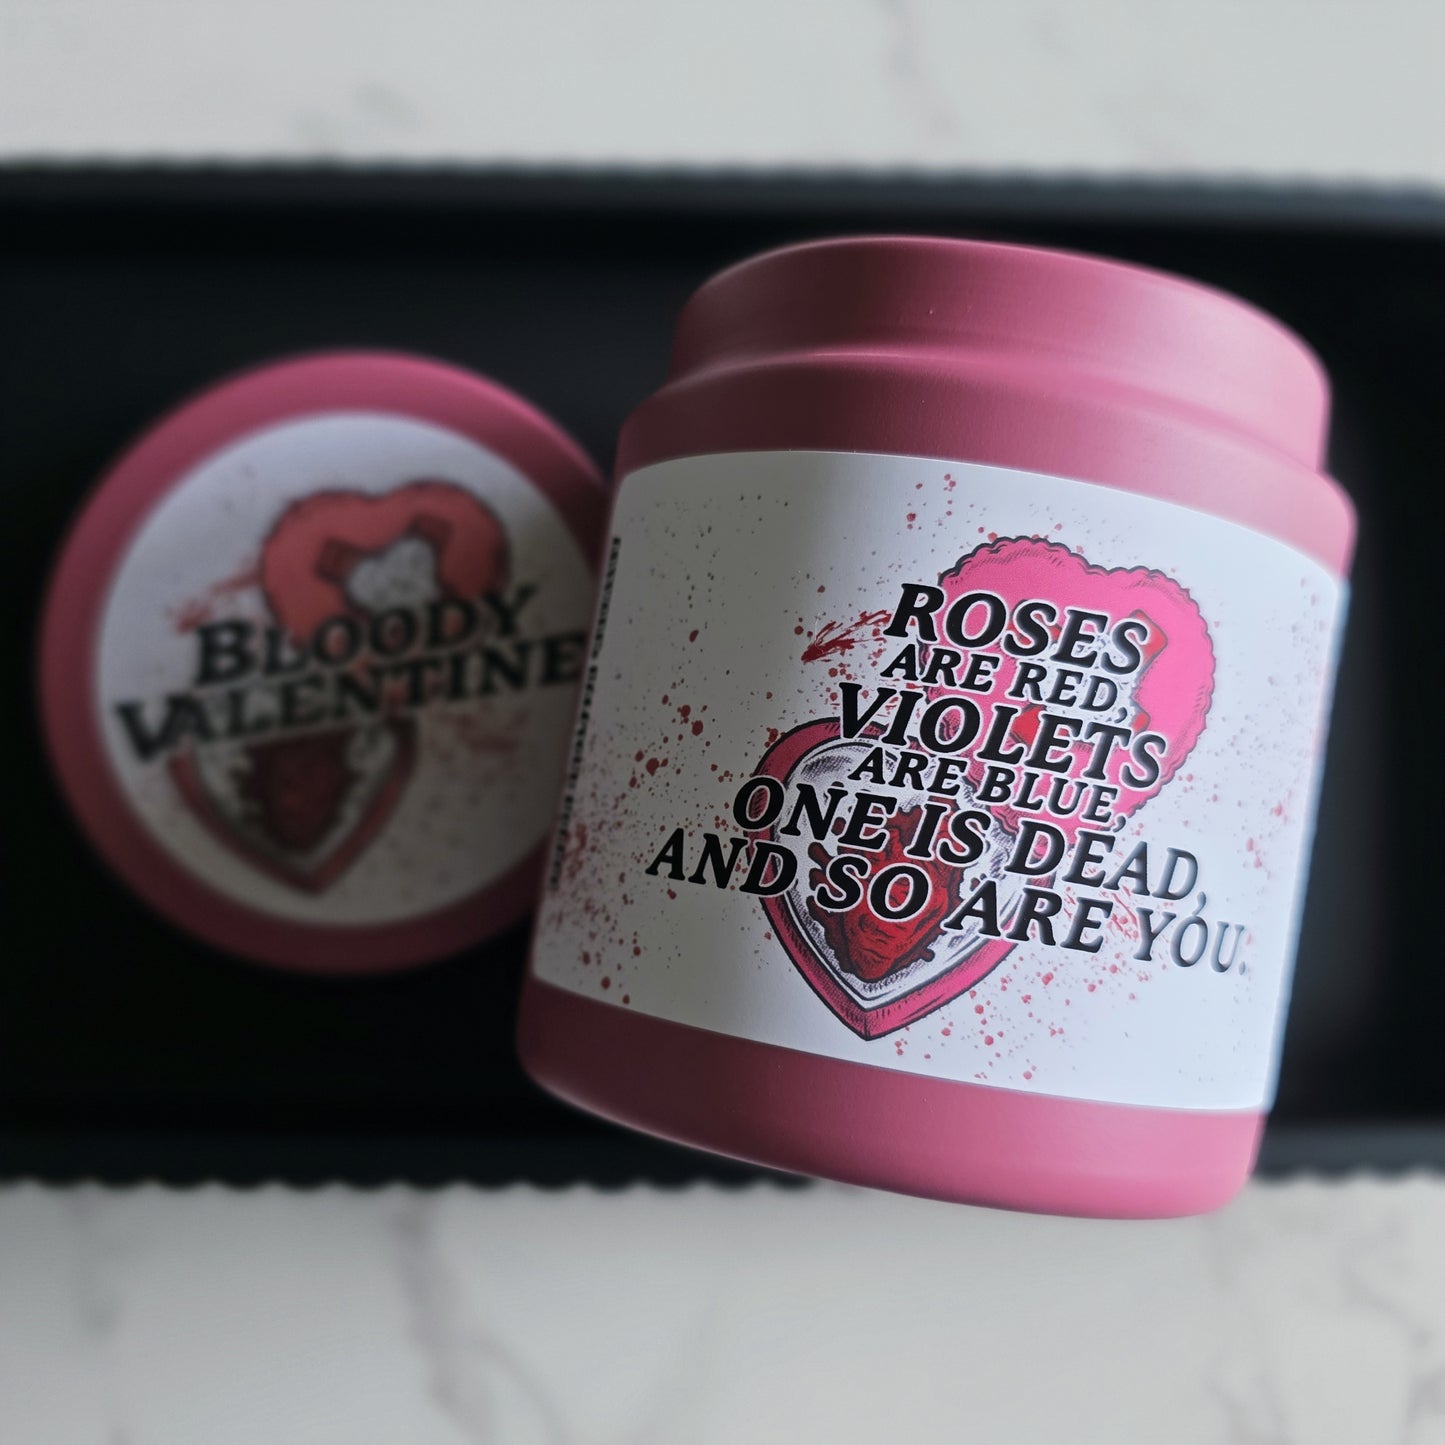 BLOODY
VALENTINE
ROSES
ARE RED,
VIOLETS
ARE BLUE,
ONE IS DEAD,
AND SO ARE YOU.